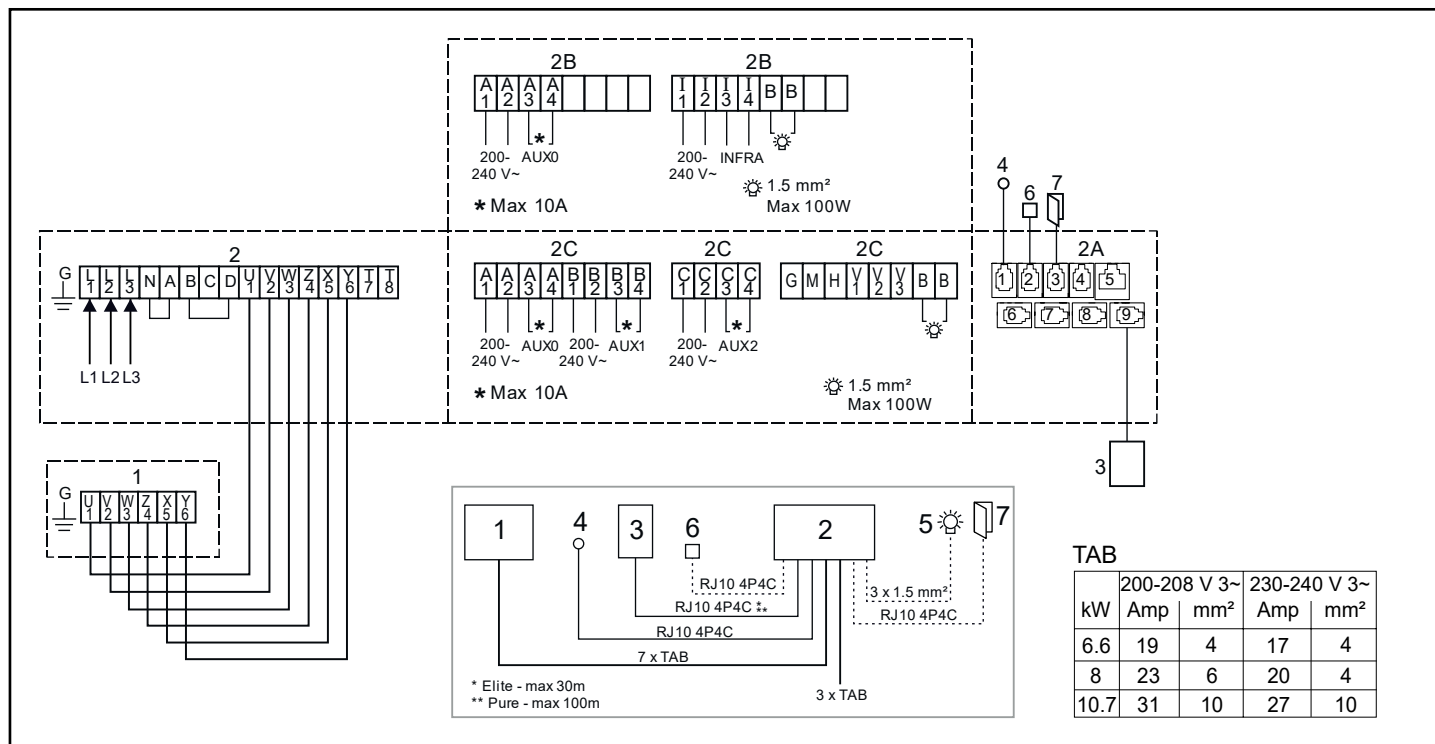 2B
A1 A2 A3 A4
* 
200-240 V~ AUX0
* Max 10A
2B
I1 I2 I3 I4 B B
200-240 V~ INFRA
1.5 mm²
Max 100W
2
G L1 L2 L3 N A B C D U1 V2 W3 Z4 X5 Y6 T7 T8
L1 L2 L3
2C
A1 A2 A3 A4 B1 B2 B3 B4
* *
200-240 V~ AUX0 200-240 V~ AUX1
* Max 10A
2C
C1 C2 C3 C4
*
200-240 V~ AUX2
2C
G M H V1 V2 V3 B B
1.5 mm²
Max 100W
4
6
7
2A
1 2 3 4 5
6 7 8 9
3
1
G U1 V2 W3 Z4 X5 Y6
1 4 3 6 2 5 7
RJ10 4P4C
3 x 1.5 mm²
RJ10 4P4C * **
RJ10 4P4C
RJ10 4P4C
7 x TAB
3 x TAB
* Elite - max 30m
** Pure - max 100m
TAB
200-208 V 3~ 230-240 V 3~
kW Amp mm² Amp mm²
6.6 19 4 17 4
8 23 6 20 4
10.7 31 10 27 10